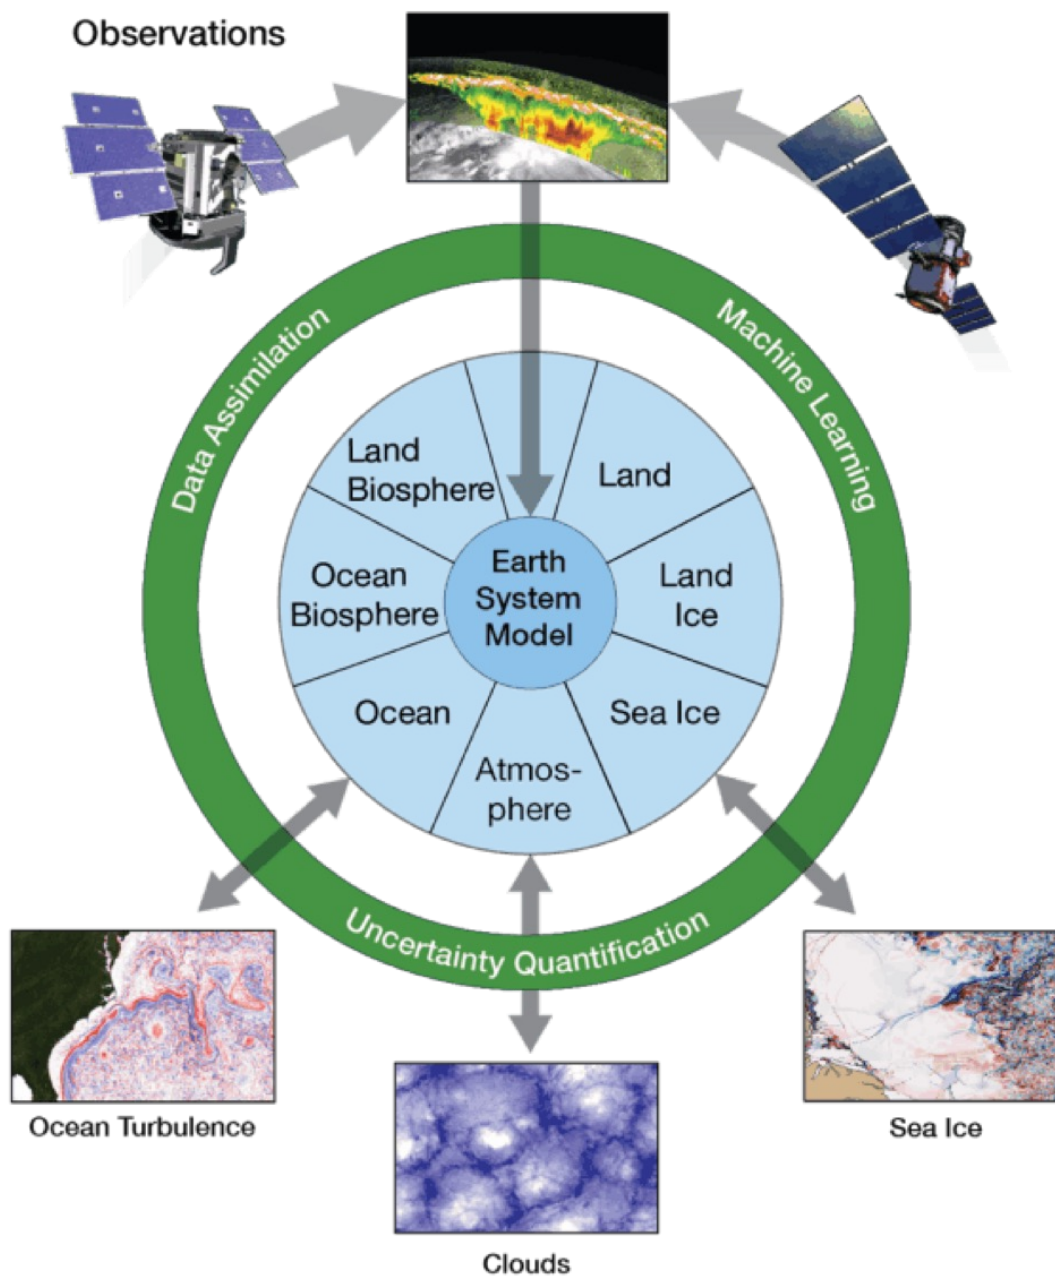 Observations
Data Assimilation
Machine Learning
Land
Biosphere
Land
Ocean
Biosphere
Earth
System
Model
Land
Ice
Ocean
Sea Ice
Atmos-
phere
Uncertainty Quantification
Ocean Turbulence
Sea Ice
Clouds